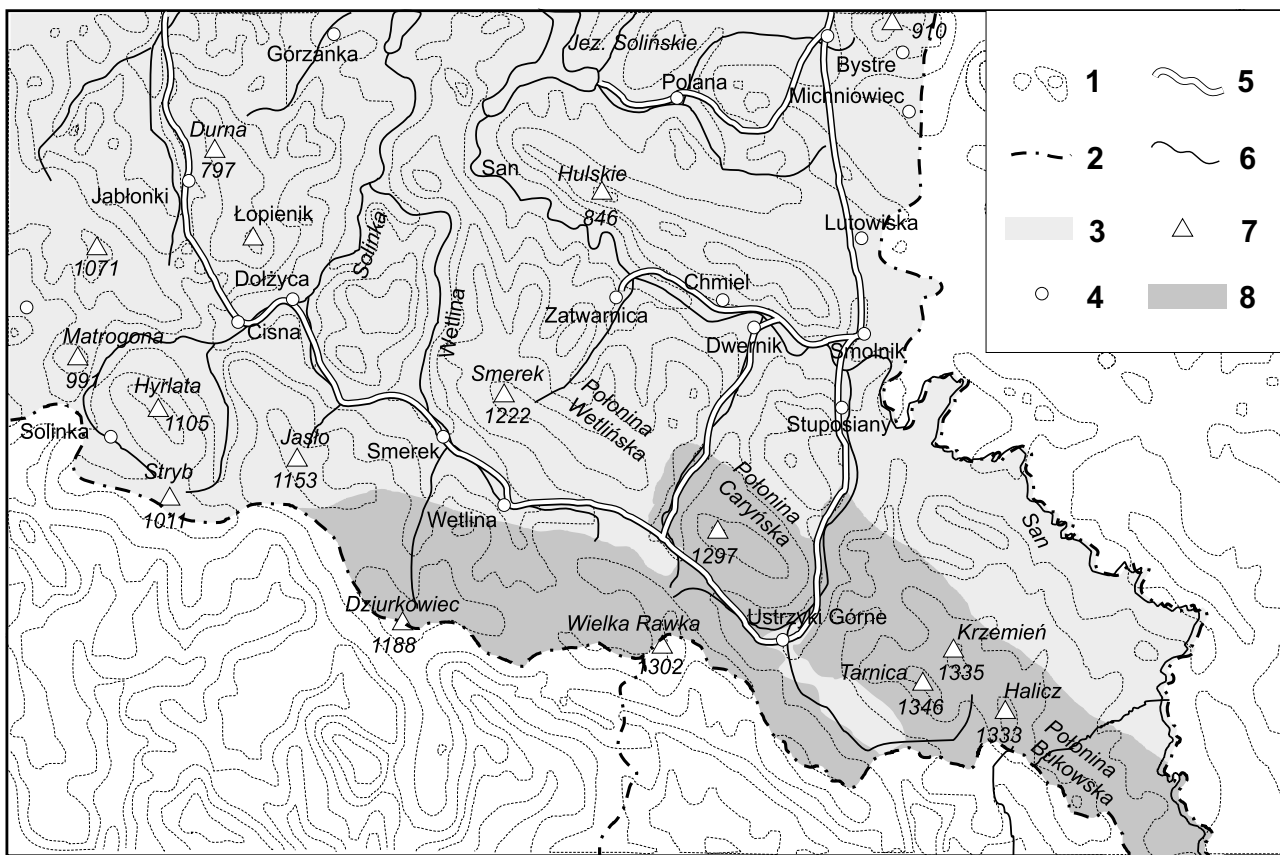 Górzanka
Jez. Solińskie
910
Bystre
Polana
Michniowiec
Durna
797
San
Hulskie
846
Jabłonki
Łopienik
Lutowiska
1071
Dołżyca
Solinka
Chmiel
Zatwarnica
Cisna
Wetlina
Dwernik
Smolnik
Matrogona
991
Hyrlata
1105
Smerek
1222
Połonina
Wetlińska
Stuposiany
Solinka
Jasło
1153
Smerek
Stryb
1011
Połonina
Caryńska
1297
Wetlina
San
Dziurkowiec
1188
Wielka Rawka
1302
Ustrzyki Górne
Krzemień
1335
Tarnica
1346
Halicz
1333
Połonina
Bukowska
1 5
2 6
3 7
4 8